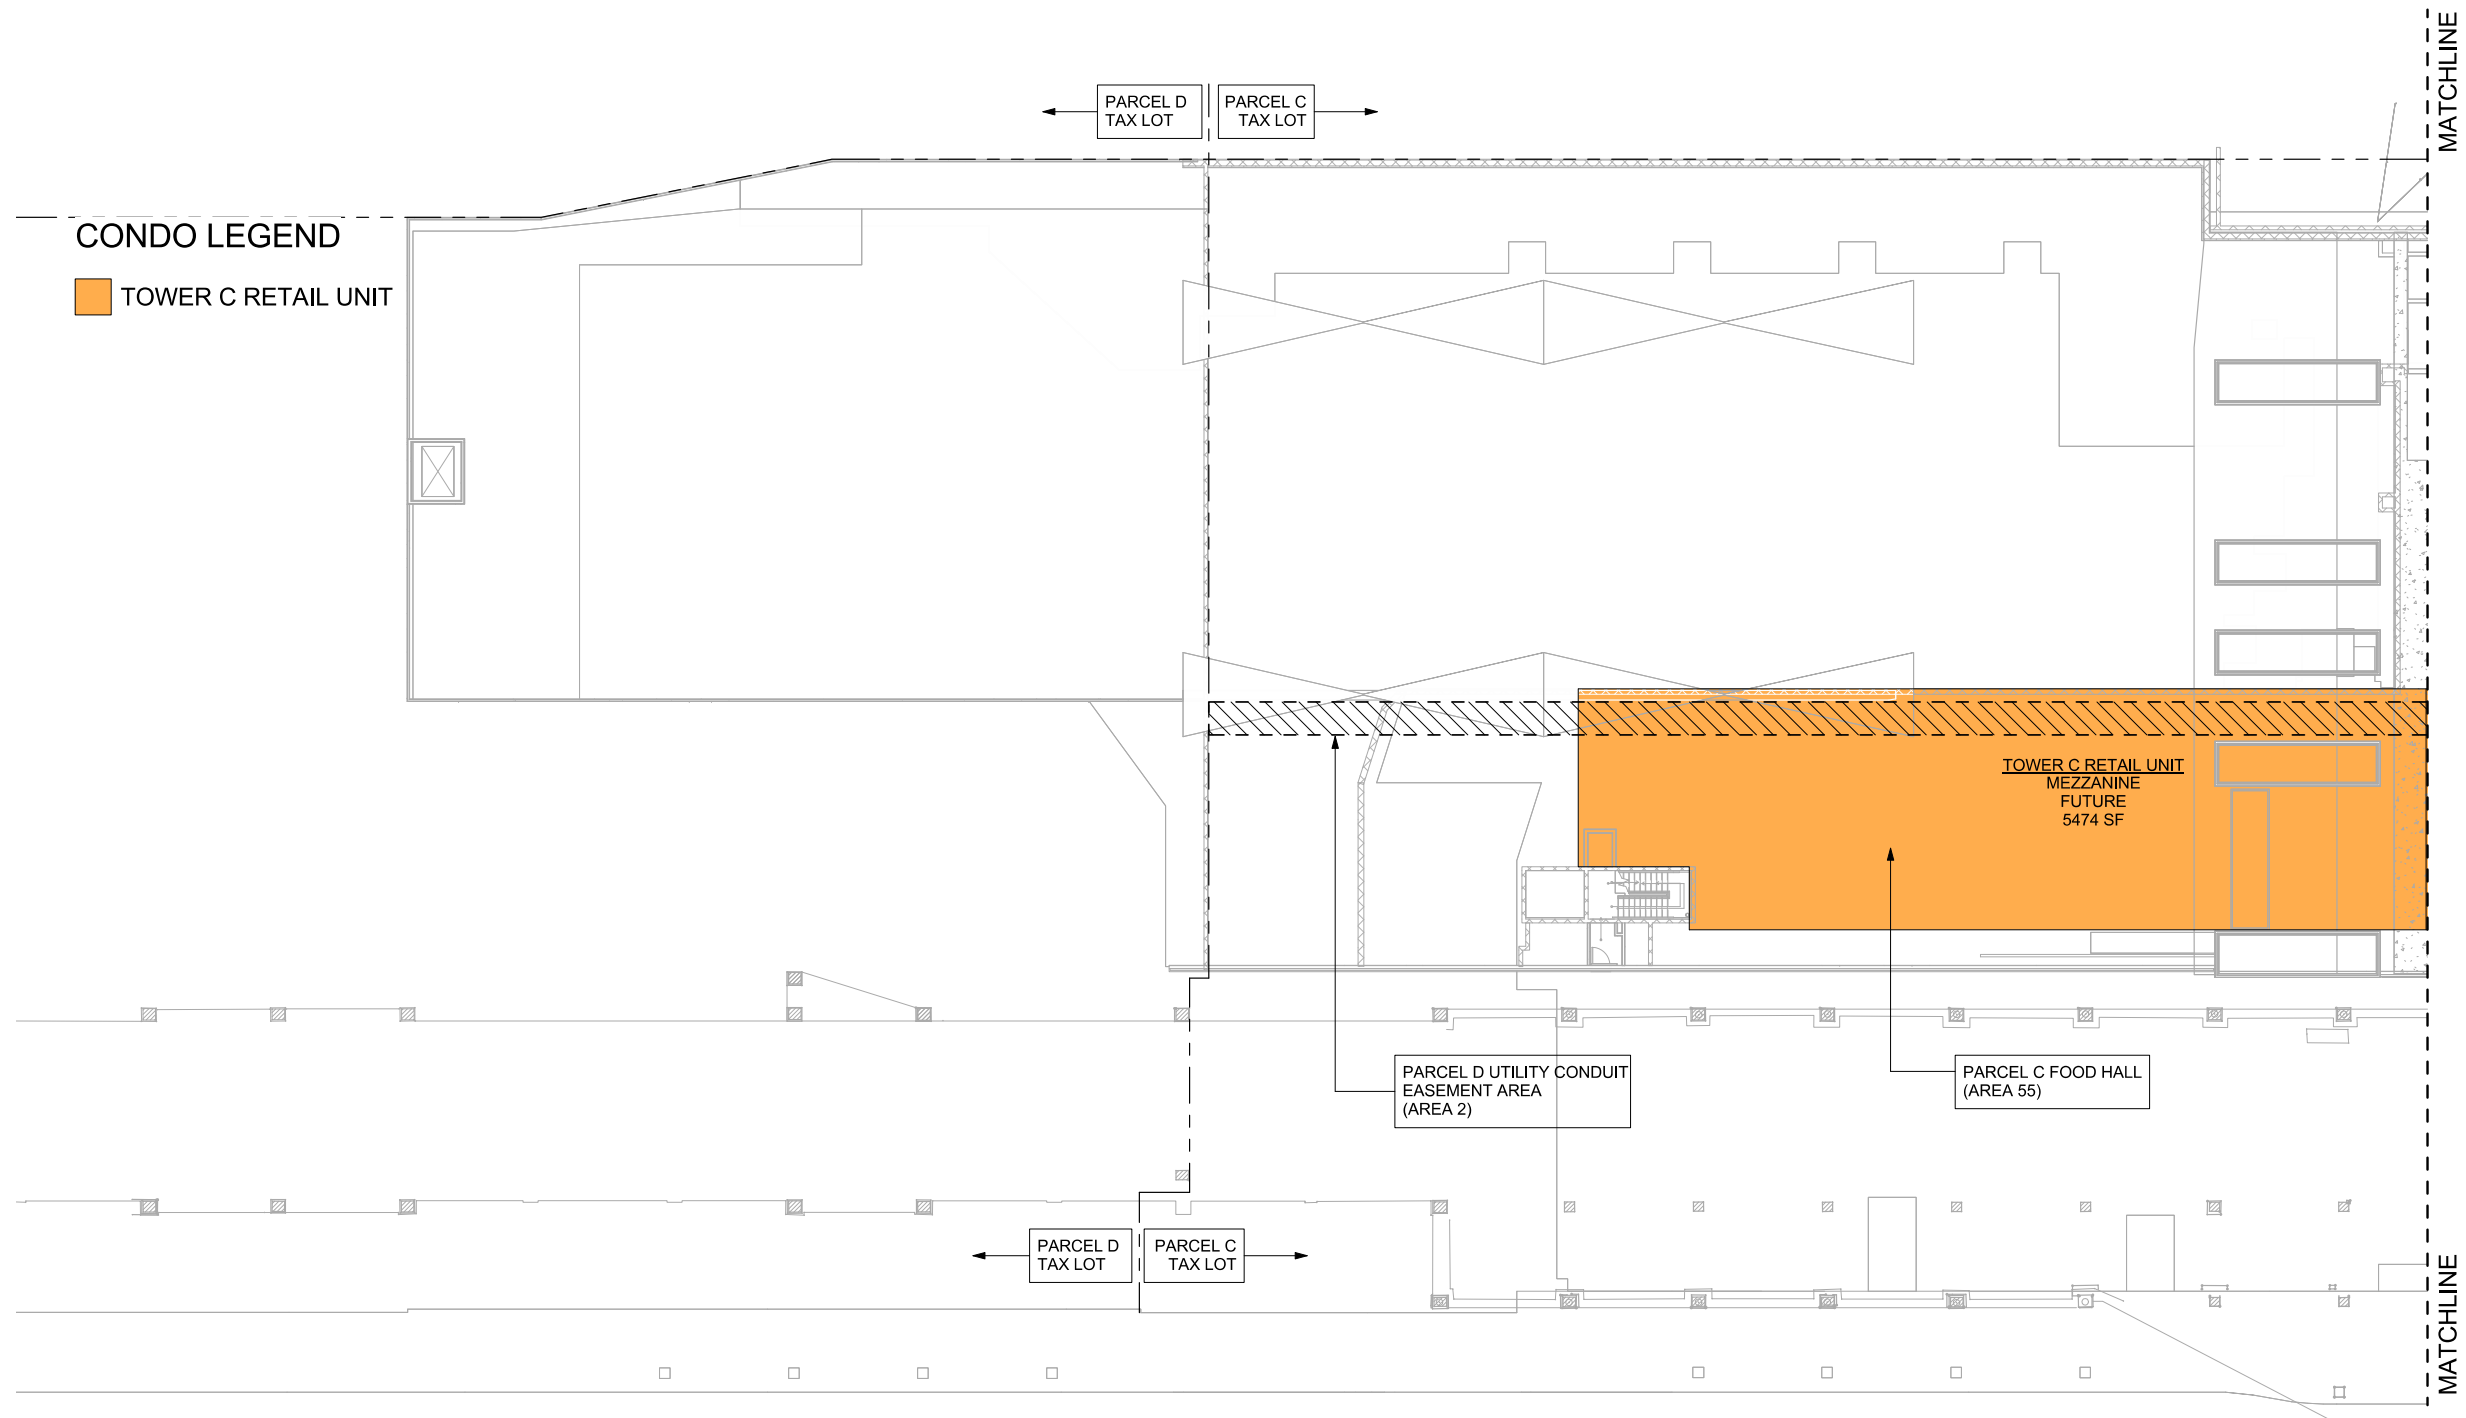 MATCHLINE
PARCEL D
TAX LOT
PARCEL C
TAX LOT
CONDO LEGEND
TOWER C RETAIL UNIT
TOWER C RETAIL UNIT
MEZZANINE
FUTURE
5474 SF
PARCEL D UTILITY CONDUIT
EASEMENT AREA
(AREA 2)
PARCEL C FOOD HALL
(AREA 55)
PARCEL D
TAX LOT
PARCEL C
TAX LOT
MATCHLINE